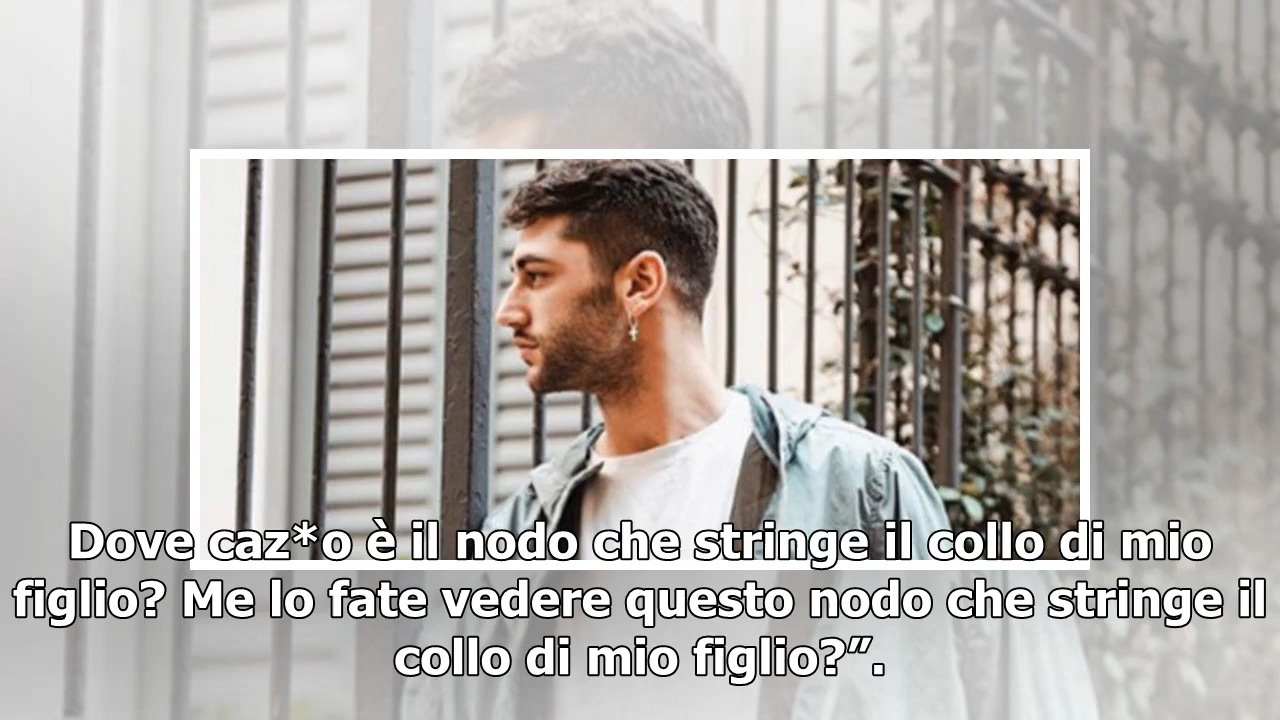 Dove caz*o è il nodo che stringe il collo di mio
figlio? Me lo fate vedere questo nodo che stringe il
collo di mio figlio?”.